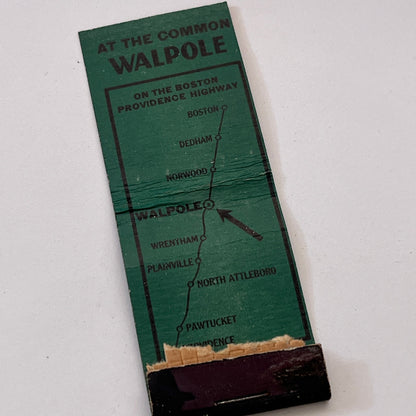 AT THE COMMON
WALPOLE
ON THE BOSTON
PROVIDENCE HIGHWAY
BOSTON
DEDHAM
NORWOOD
WALPOLE
WRENTHAM
PLAINVILLE
NORTH ATTLEBORO
PAWTUCKET